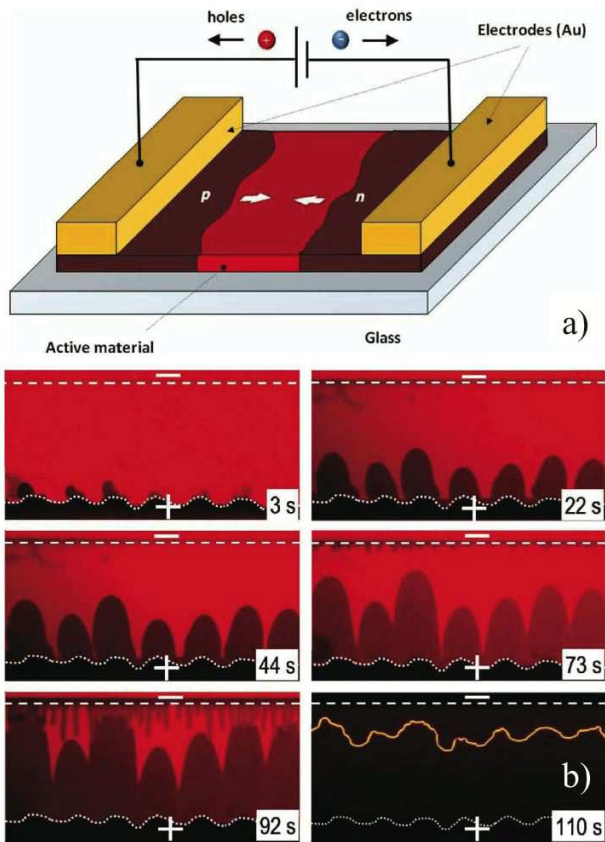 holes
electrons
Electrodes (Au)
+
−
p
n
Active material
Glass
a)
−
−
+
3 s
+
22 s
−
−
+
44 s
+
73 s
−
−
+
92 s
b)
+
110 s